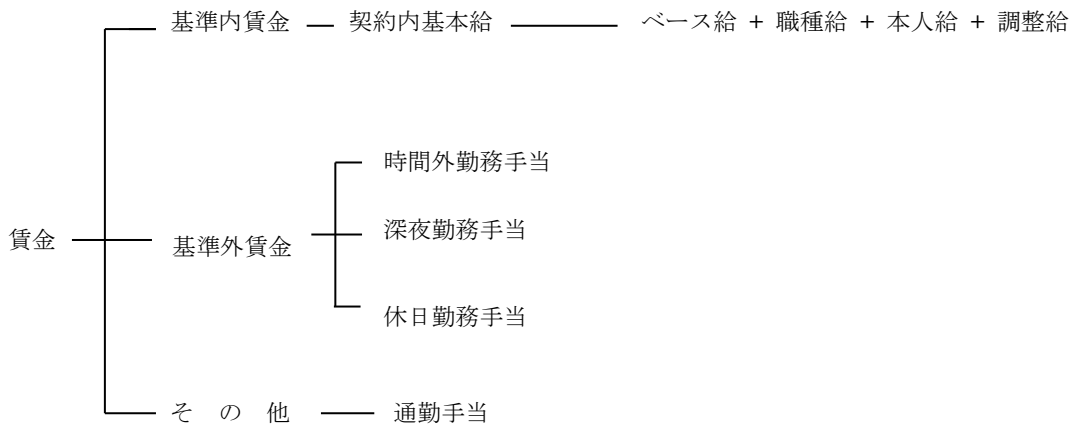 基準内賃金 契約内基本給 ベース給 + 職種給 + 本人給 + 調整給
時間外勤務手当
深夜勤務手当
賃金 基準外賃金
休日勤務手当
そ の 他 通勤手当